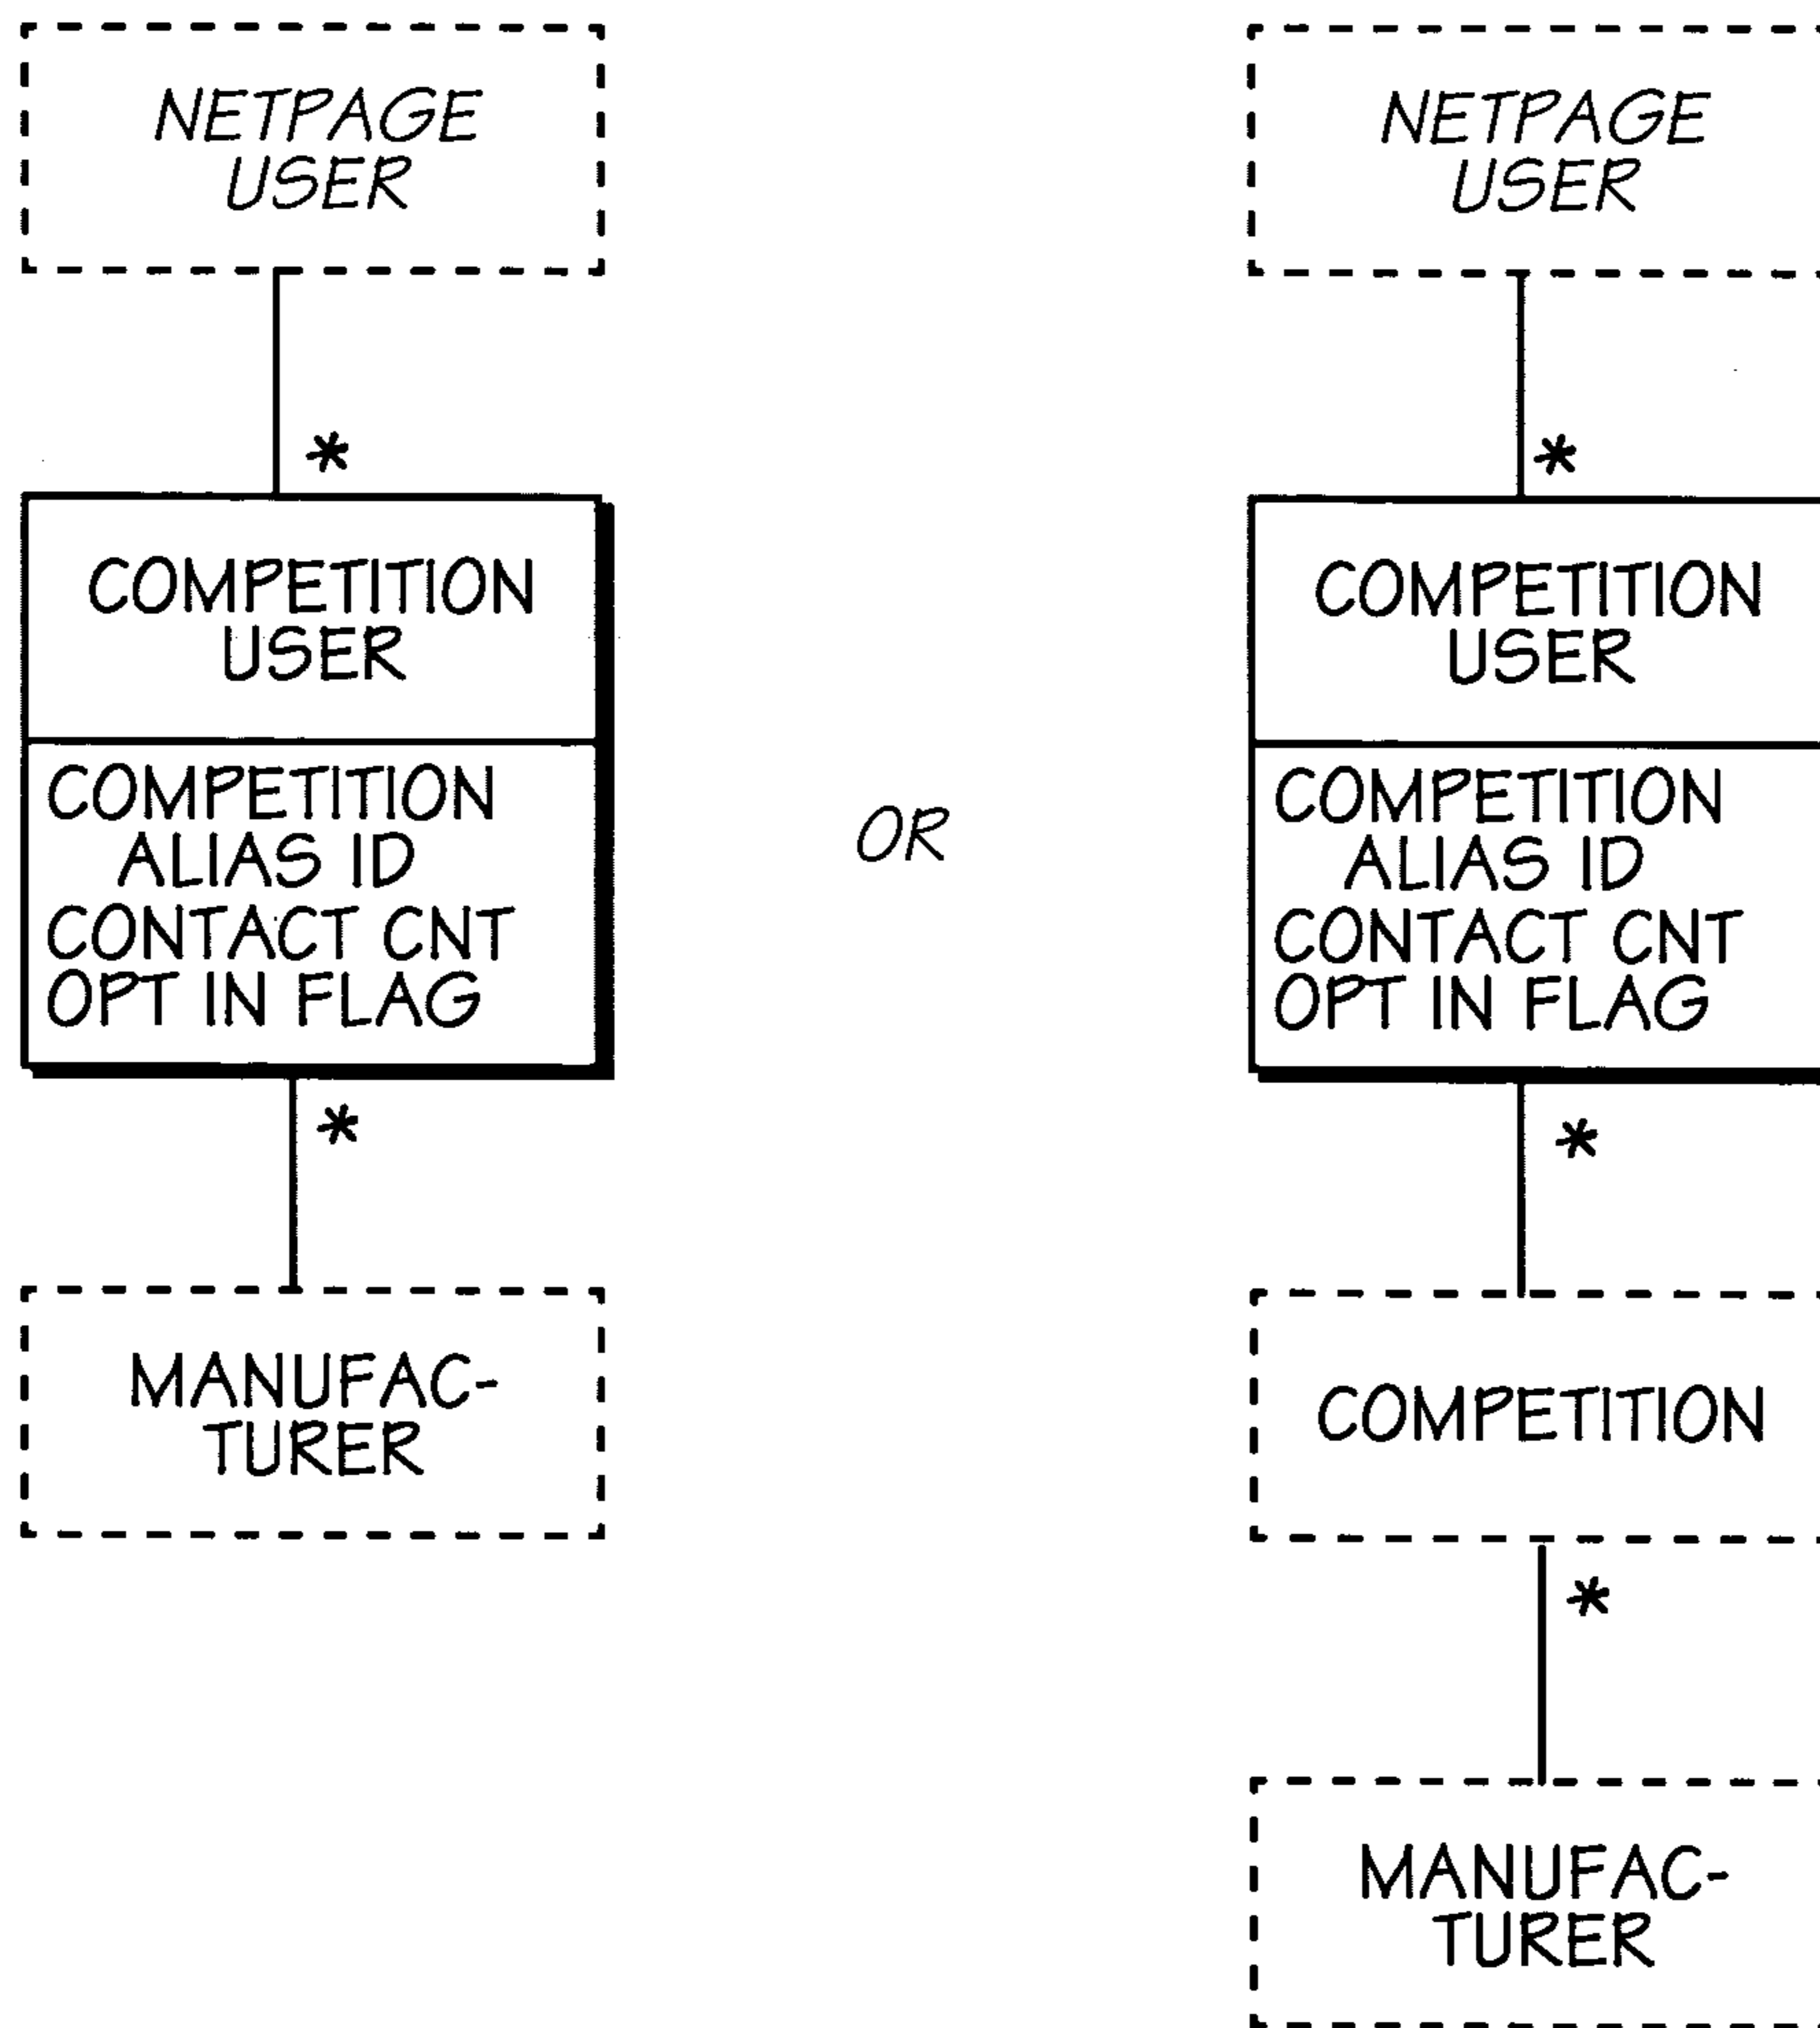 NETPAGE
USER
*
COMPETITION
USER
COMPETITION
ALIAS ID
CONTACT CNT
OPT IN FLAG
*
MANUFAC-
TURER
OR
NETPAGE
USER
*
COMPETITION
USER
COMPETITION
ALIAS ID
CONTACT CNT
OPT IN FLAG
*
COMPETITION
*
MANUFAC-
TURER